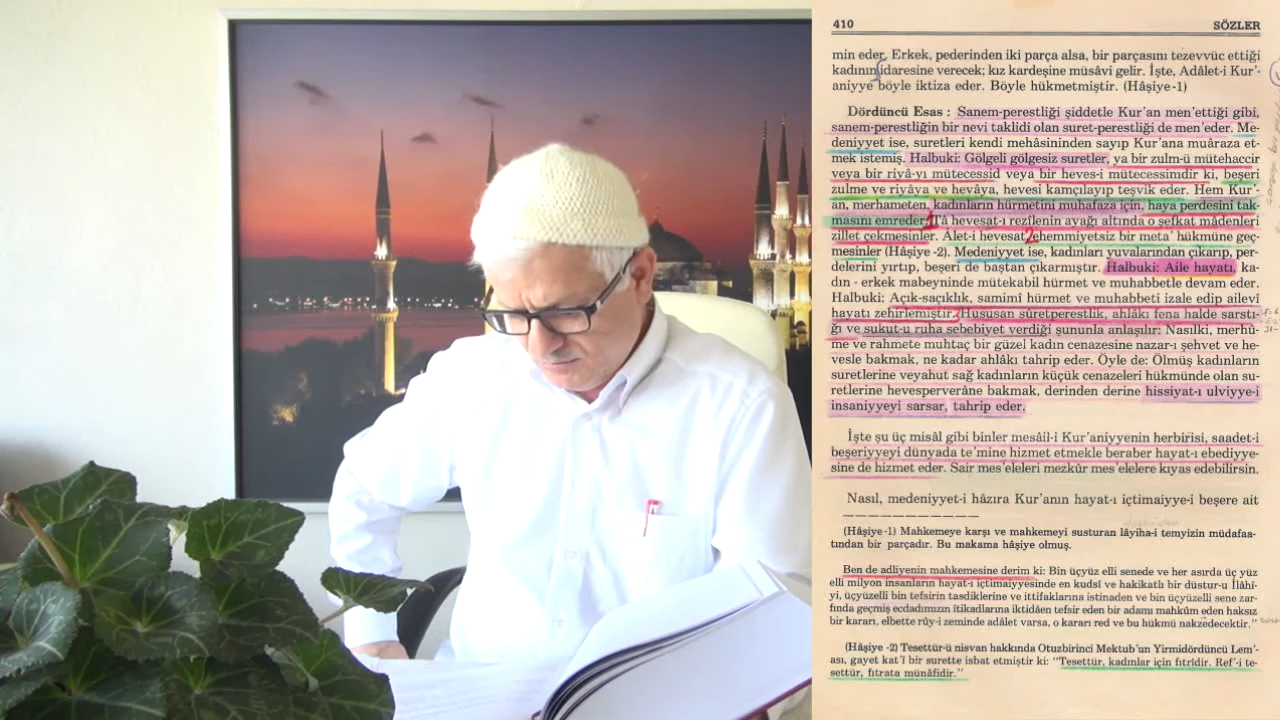 410
SÖZLER
min eder. Erkek, pederinden iki parça alsa, bir parçasını tezevvüc ettiği
kadının idaresine verecek; kız kardeşine müsâvi gelir. İşte, Adâlet-i Kur'-
aniyye böyle iktiza eder. Böyle hükmetmiştir. (Hâşiye-1)
Dördüncü Esas : Sanem-perestliği şiddetle Kur'an men'ettiği gibi,
sanem-perestliğin bir nevi taklidi olan suret-perestliği de men'eder. Me-
deniyyet ise, suretleri kendi mehâsininden sayıp Kur'ana muâraza et-
mek istemiş. Halbuki: Gölgeli gölgesiz suretler, ya bir zulm-ü mütehaccir
veya bir riyâ-yı mütecessid veya bir heves-i mütecessimdir ki, beşeri
zulme ve riyâya ve hevâya, hevesi kamçılayıp teşvik eder. Hem Kur'-
an, merhameten, kadınların hürmetini muhafaza için, haya perdesini tak-
masını emreder. 1 Tâ hevesat-ı rezîlenin ayağı altında o şefkat mâdenleri
zillet çekmesinler. Âlet-i hevesat 2 ehemmiyetsiz bir meta' hükmüne geç-
mesinler (Hâşiye -2). Medeniyyet ise, kadınları yuvalarından çıkarıp, per-
delerini yırtıp, beşeri de baştan çıkarmıştır. Halbuki: Aile hayatı, ka-
dın - erkek mabeyninde mütekabil hürmet ve muhabbetle devam eder.
Halbuki: Açık-saçıklık, samimî hürmet ve muhabbeti izale edip ailevî
hayatı zehirlemiştir. 3 Hususan sûretperestlik, ahlâkı fena halde sarstı-
ğı ve sukut-u ruha sebebiyet verdiği şununla anlaşılır: Nasılki, merhû-
me ve rahmete muhtaç bir güzel kadın cenazesine nazar-ı şehvet ve he-
vesle bakmak, ne kadar ahlâkı tahrip eder. Öyle de: Ölmüş kadınların
suretlerine veyahut sağ kadınların küçük cenazeleri hükmünde olan su-
retlerine hevesperverâne bakmak, derinden derine hissiyat-ı ulviyye-i
insaniyyeyi sarsar, tahrip eder.
İşte şu üç misâl gibi binler mesâil-i Kur'aniyyenin herbirisi, saadet-i
beşeriyyeyi dünyada te'mine hizmet etmekle beraber hayat-ı ebediyye-
sine de hizmet eder. Sair mes'eleleri mezkûr mes'elelere kıyas edebilirsin.
Nasıl, medeniyyet-i hâzıra Kur'anın hayat-ı içtimaiyye-i beşere ait
(Hâşiye-1) Mahkemeye karşı ve mahkemeyi susturan lâyiha-i temyizin müdafaa-
tından bir parçadır. Bu makama hâşiye olmuş.
Ben de adliyenin mahkemesine derim ki: Bin üçyüz elli senede ve her asırda üç yüz
elli milyon insanların hayat-ı içtimaiyyesinde en kudsî ve hakikatlı bir düstur-u İlâhî-
yi, üçyüzelli bin tefsirin tasdiklerine ve ittifaklarına istinaden ve bin üçyüzelli sene zar-
fında geçmiş ecdadımızın îtikadlarına iktidâen tefsir eden bir adamı mahkûm eden haksız
bir kararı, elbette rûy-i zeminde adâlet varsa, o kararı red ve bu hükmü nakzedecektir."
(Hâşiye -2) Tesettür-ü nisvan hakkında Otuzbirinci Mektub'un Yirmidördüncü Lem'-
ası, gayet kat'î bir surette isbat etmiştir ki: "Tesettür, kadınlar için fıtrîdir. Ref'-i te-
settür, fıtrata münâfidir."